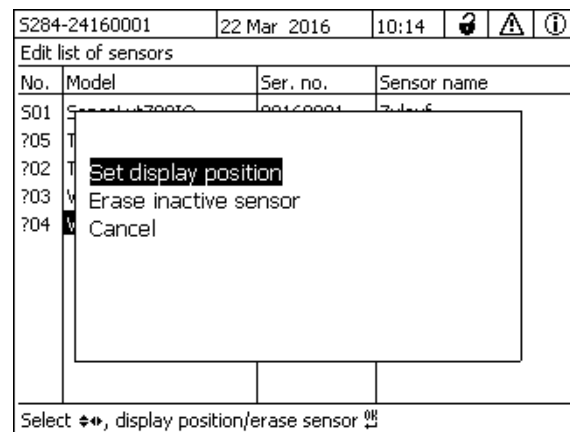 S284-24160001 22 Mar 2016 10:14
Edit list of sensors
No. Model Ser. no. Sensor name
S01
?05
?02
?03
?04
Set display position
Erase inactive sensor
Cancel
Select, display position/erase sensor OK